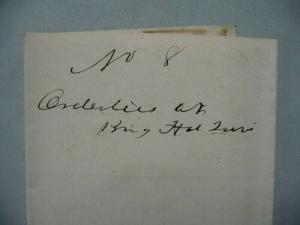 No 8
Orderlies at
Brig Hd Qurs